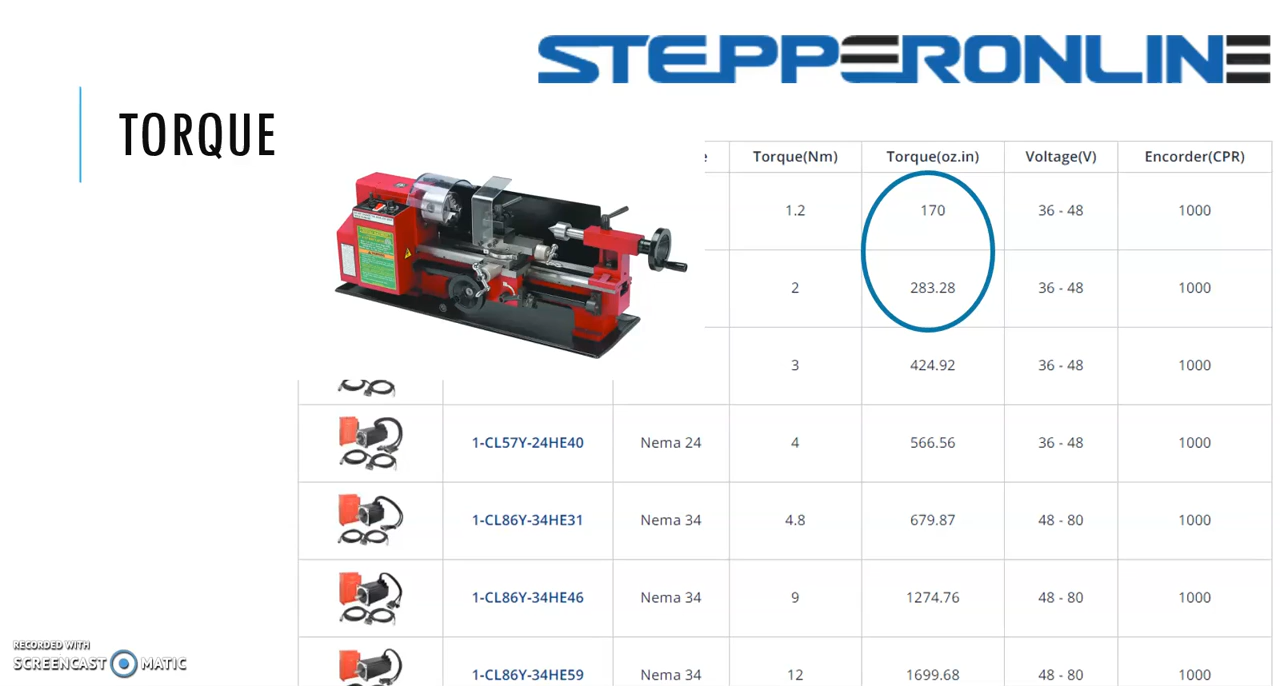 STEPPERONLINE
TORQUE
Torque(Nm) Torque(oz.in) Voltage(V) Encorder(CPR)
1.2 170 36 - 48 1000
2 283.28 36 - 48 1000
3 424.92 36 - 48 1000
1-CL57Y-24HE40 Nema 24 4 566.56 36 - 48 1000
1-CL86Y-34HE31 Nema 34 4.8 679.87 48 - 80 1000
1-CL86Y-34HE46 Nema 34 9 1274.76 48 - 80 1000
1-CL86Y-34HE59 Nema 34 12 1699.68 48 - 80 1000
RECORDED WITH
SCREENCAST MATIC